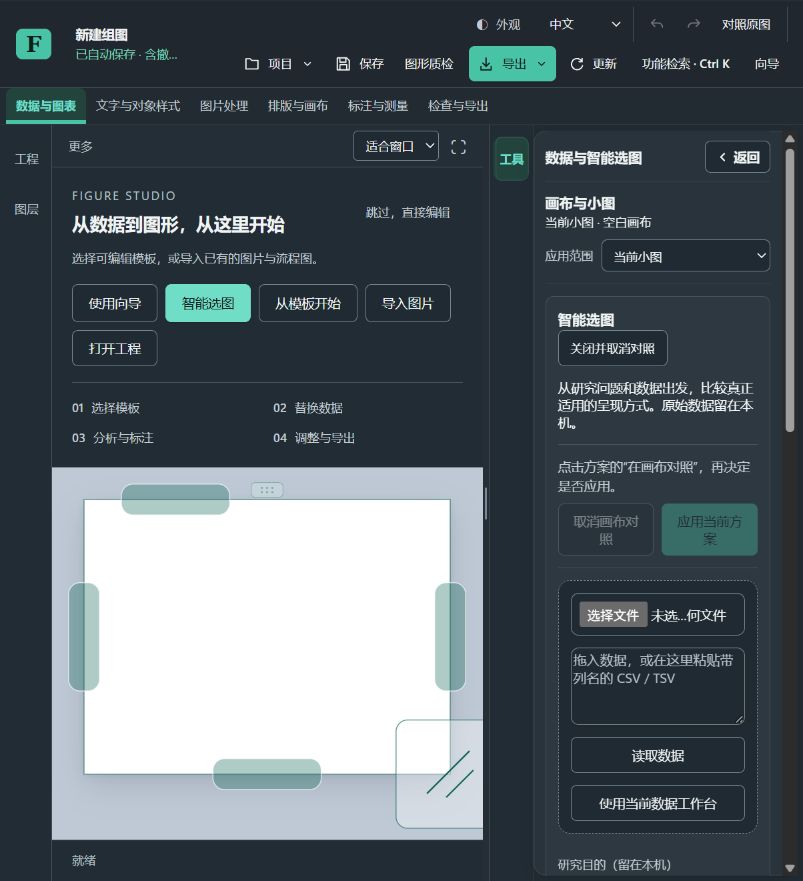 外观
中文
对照原图
F
新建组图
已自动保存 · 含撤...
项目
保存
图形质检
导出
更新
功能检索 · Ctrl K
向导
数据与图表
文字与对象样式
图片处理
排版与画布
标注与测量
检查与导出
工程
图层
更多
适合窗口
FIGURE STUDIO
从数据到图形，从这里开始
跳过，直接编辑
选择可编辑模板，或导入已有的图片与流程图。
使用向导
智能选图
从模板开始
导入图片
打开工程
01 选择模板
02 替换数据
03 分析与标注
04 调整与导出
就绪
工具
数据与智能选图
返回
画布与小图
当前小图 · 空白画布
应用范围
当前小图
智能选图
关闭并取消对照
从研究问题和数据出发，比较真正
适用的呈现方式。原始数据留在本
机。
点击方案的“在画布对照”，再决定
是否应用。
取消画布对
照
应用当前方
案
选择文件 未选...何文件
拖入数据，或在这里粘贴带
列名的 CSV / TSV
读取数据
使用当前数据工作台
研究目的（留在本机）